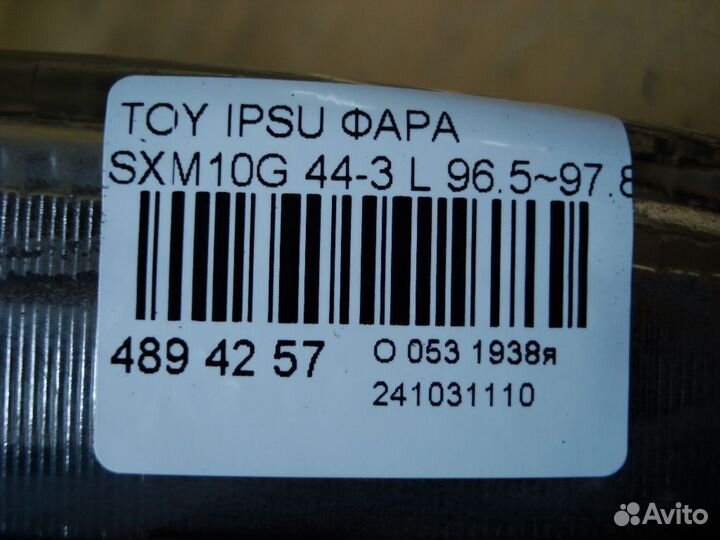 TOY IPSU ФАРА
SXM10G 44-3 L 96.5~97.8
489 42 57
O 053 1938я
241031110
Avito